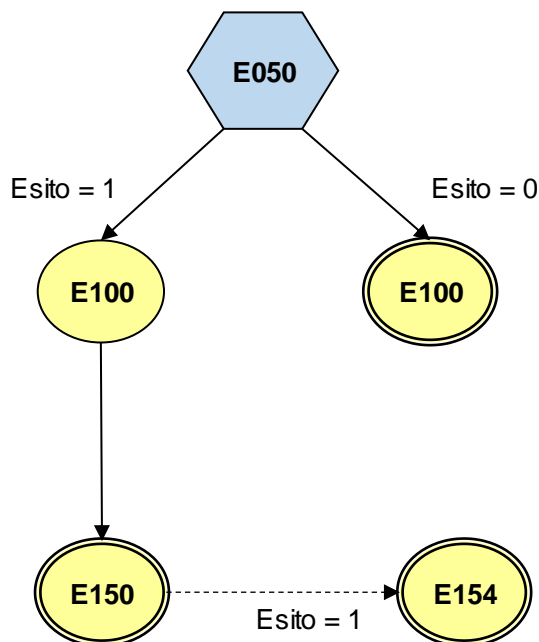 E050
Esito = 1
Esito = 0
E100
E100
E150
E154
Esito = 1